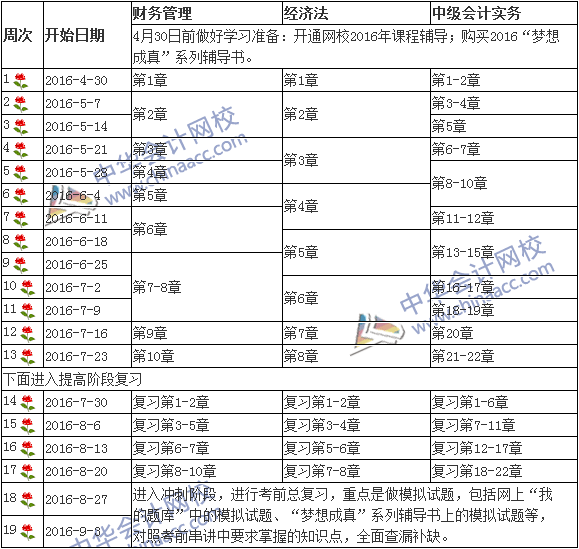 周次 开始日期 财务管理 经济法 中级会计实务
4月30日前做好学习准备：开通网校2016年课程辅导；购买2016“梦想
成真”系列辅导书。
1 2016-4-30 第1章 第1章 第1-2章
2 2016-5-7 第2章 第2章 第3-4章
3 2016-5-14 第5章
4 2016-5-21 第3章 第3章 第6-7章
5 2016-5-28 第4章 第8-10章
6 2016-6-4 第5章 第4章
7 2016-6-11 第6章 第11-12章
8 2016-6-18 第5章 第13-15章
9 2016-6-25 第7-8章
10 2016-7-2 第6章 第16-17章
11 2016-7-9 第18-19章
12 2016-7-16 第9章 第7章 第20章
13 2016-7-23 第10章 第8章 第21-22章
下面进入提高阶段复习
14 2016-7-30 复习第1-2章 复习第1-2章 复习第1-6章
15 2016-8-6 复习第3-5章 复习第3-4章 复习第7-11章
16 2016-8-13 复习第6-7章 复习第5-6章 复习第12-17章
17 2016-8-20 复习第8-10章 复习第7-8章 复习第18-22章
18 2016-8-27 进入冲刺阶段，进行考前总复习，重点是做模拟试题，包括网上“我
的题库”中的模拟试题、“梦想成真”系列辅导书上的模拟试题等，
19 2016-9-8 对照考前串讲中要求掌握的知识点，全面查漏补缺。
中华会计网校
www.chinaacc.com
中华会计网校
www.chinaacc.com